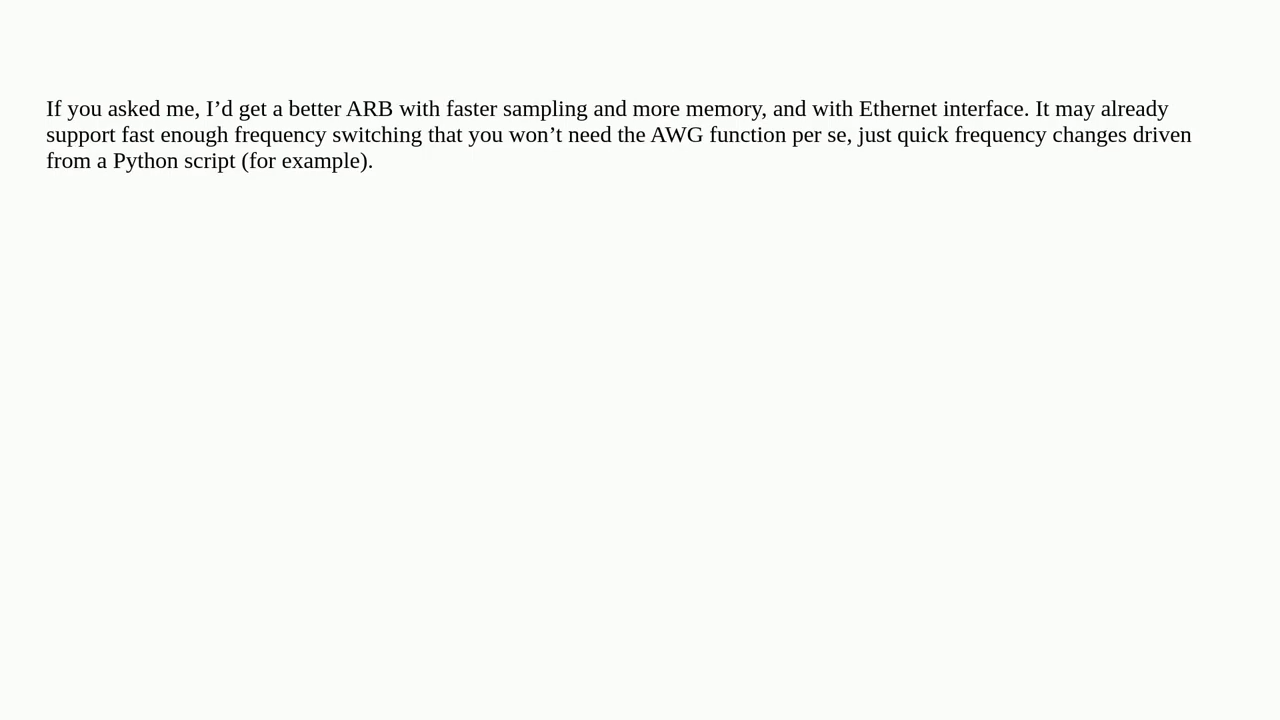 If you asked me, I’d get a better ARB with faster sampling and more memory, and with Ethernet interface. It may already
support fast enough frequency switching that you won’t need the AWG function per se, just quick frequency changes driven
from a Python script (for example).